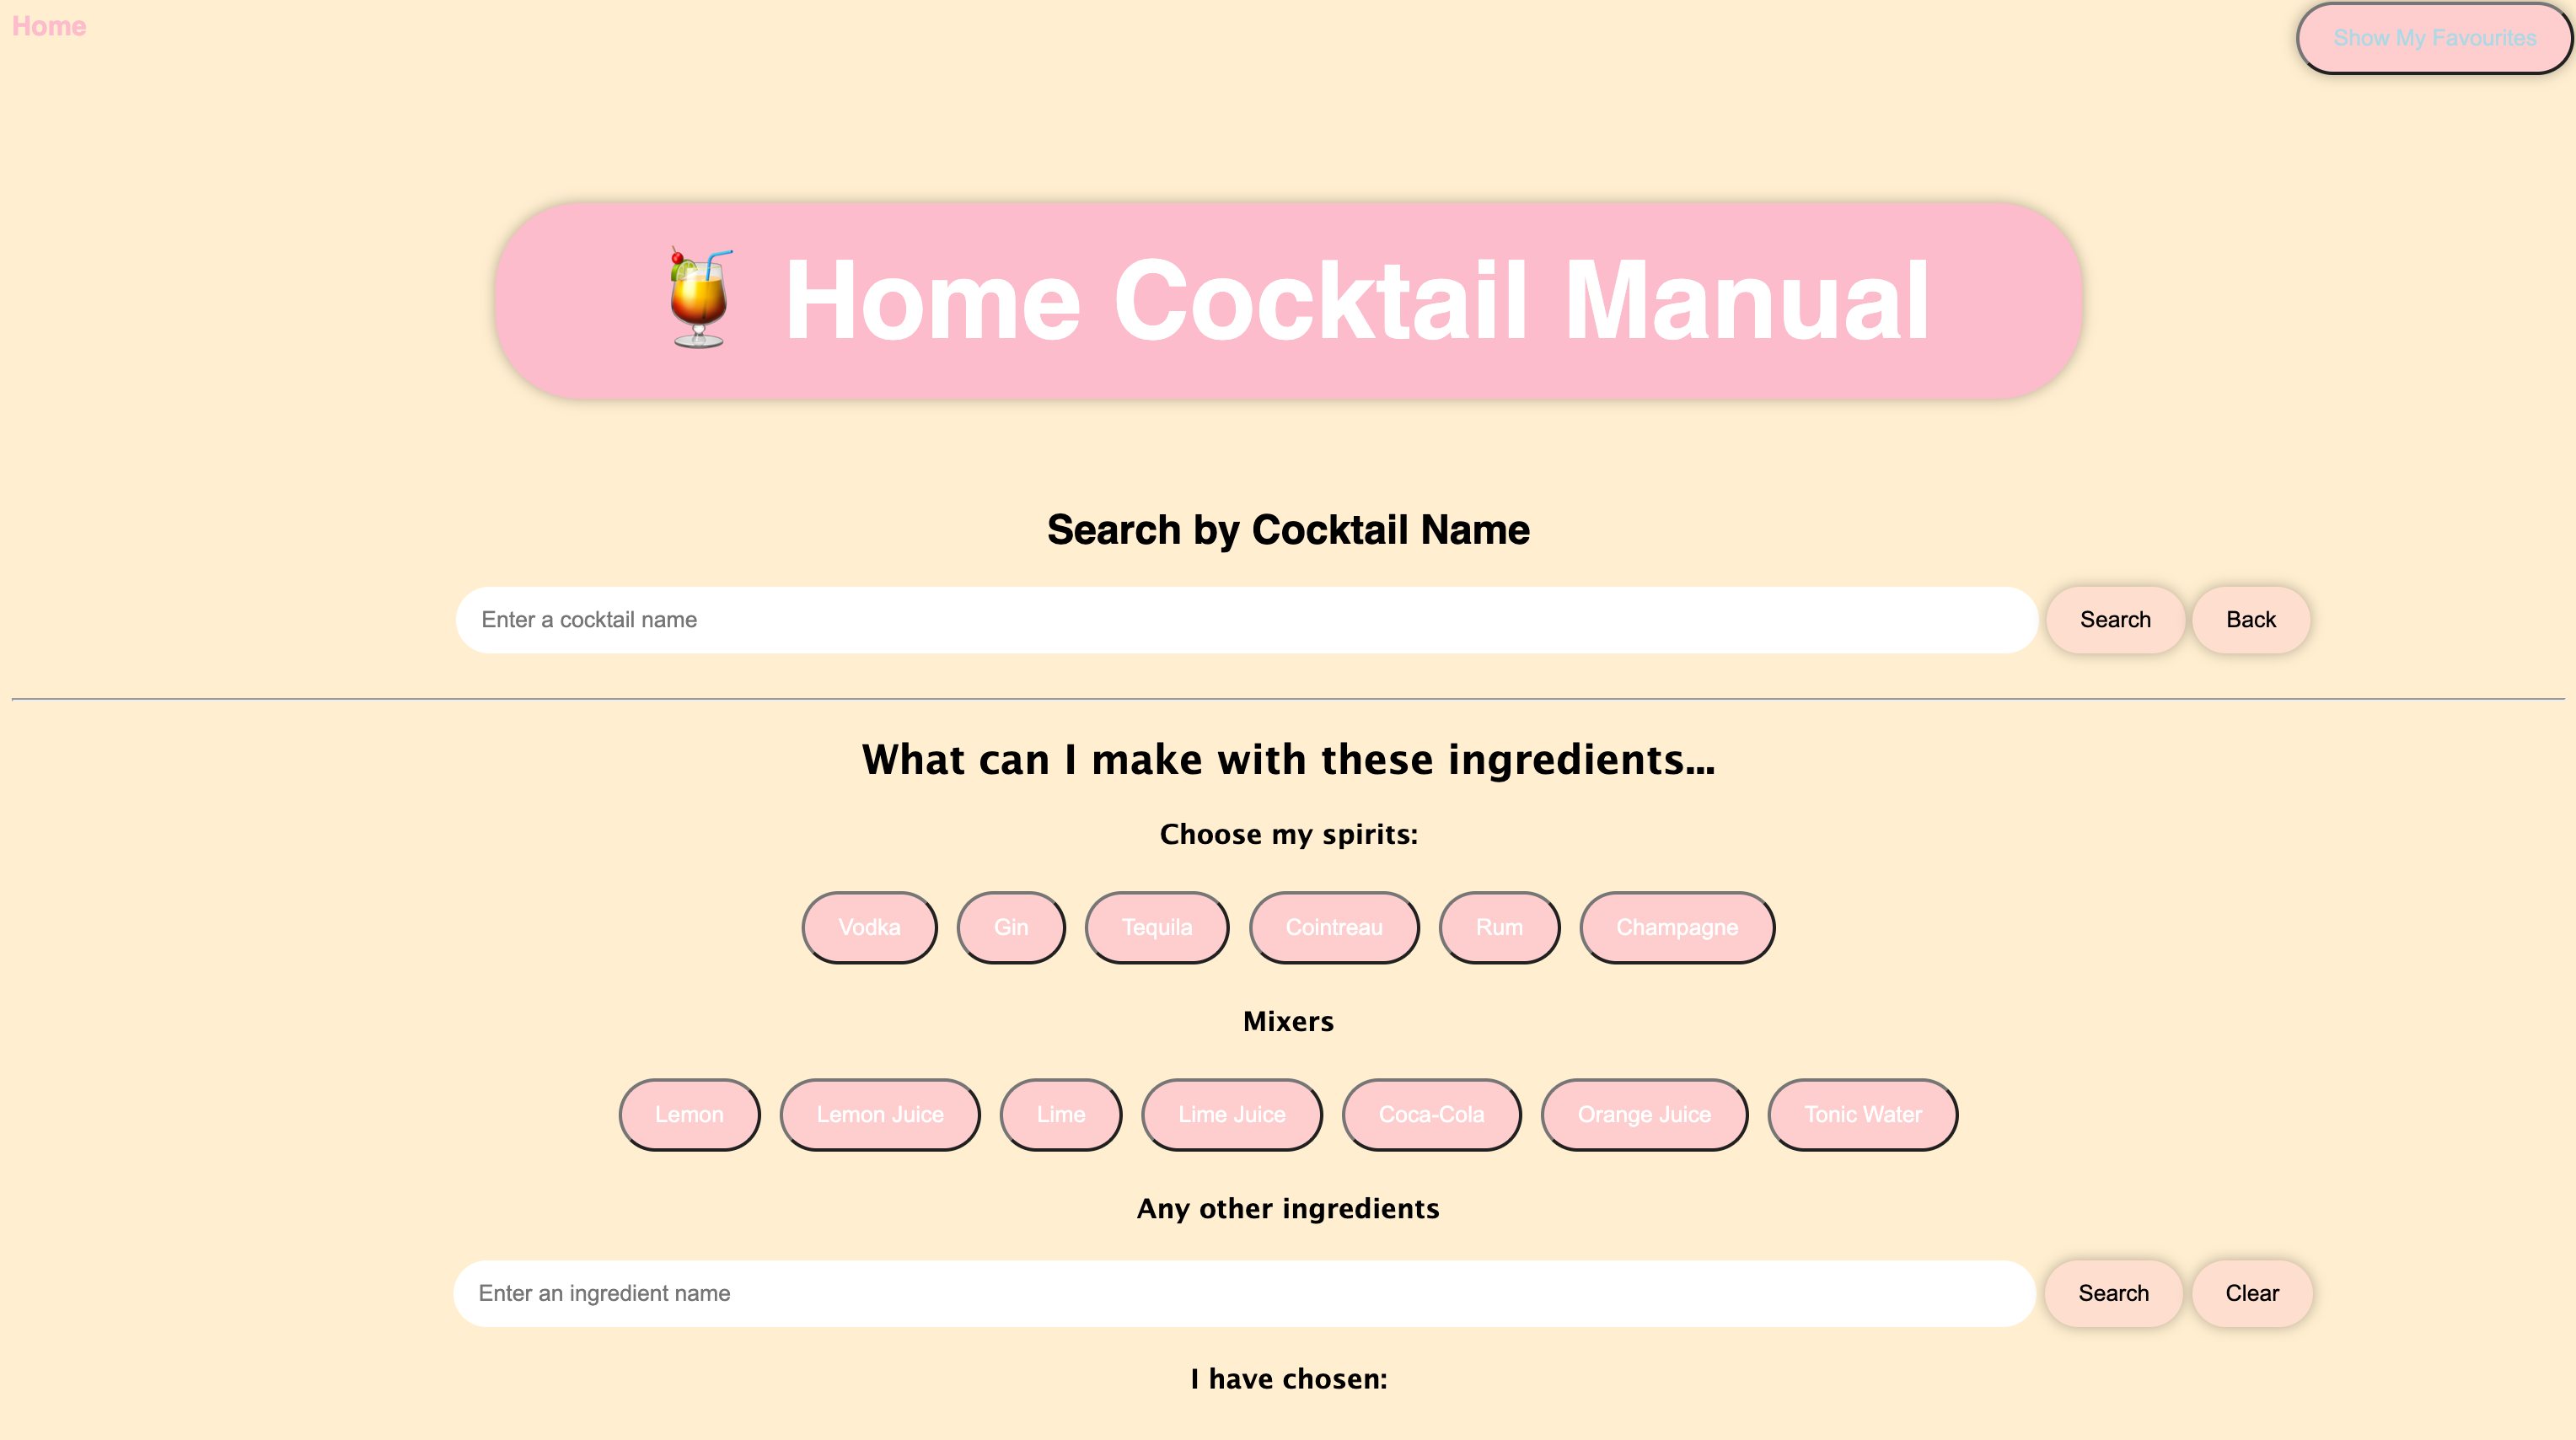 Home
Show My Favourites
Home Cocktail Manual
Search by Cocktail Name
Enter a cocktail name
Search
Back
What can I make with these ingredients...
Choose my spirits:
Vodka
Gin
Tequila
Cointreau
Rum
Champagne
Mixers
Lemon
Lemon Juice
Lime
Lime Juice
Coca-Cola
Orange Juice
Tonic Water
Any other ingredients
Enter an ingredient name
Search
Clear
I have chosen: